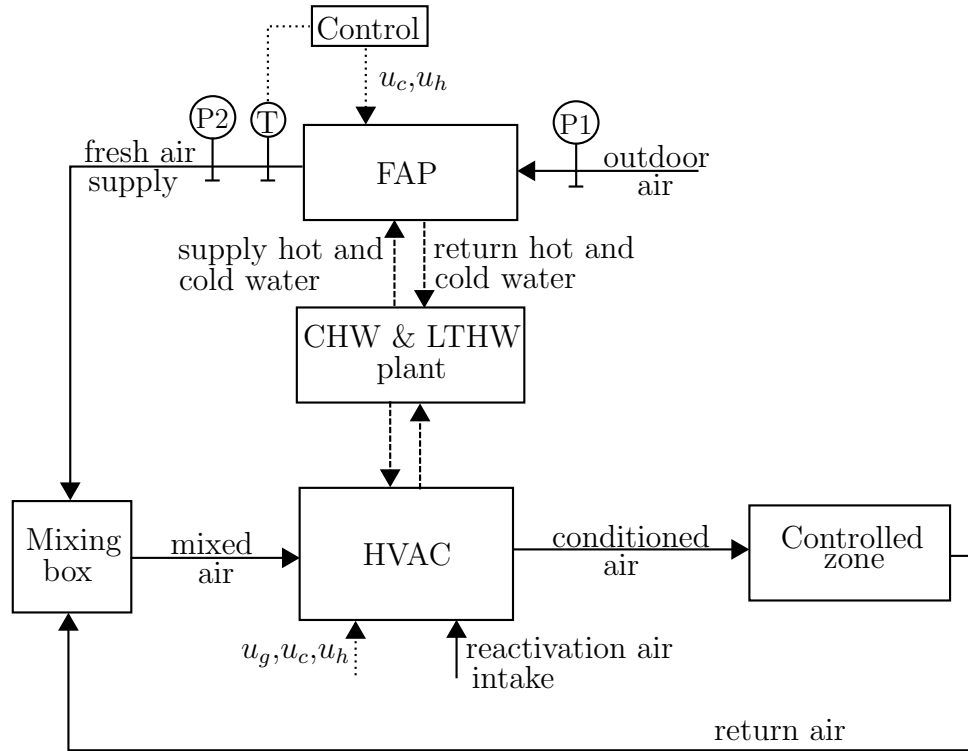 Control
u_c,u_h
P2
T
P1
fresh air
supply
FAP
outdoor
air
supply hot and
cold water
return hot and
cold water
CHW & LTHW
plant
Mixing
box
mixed
air
HVAC
conditioned
air
Controlled
zone
u_g,u_c,u_h
reactivation air
intake
return air